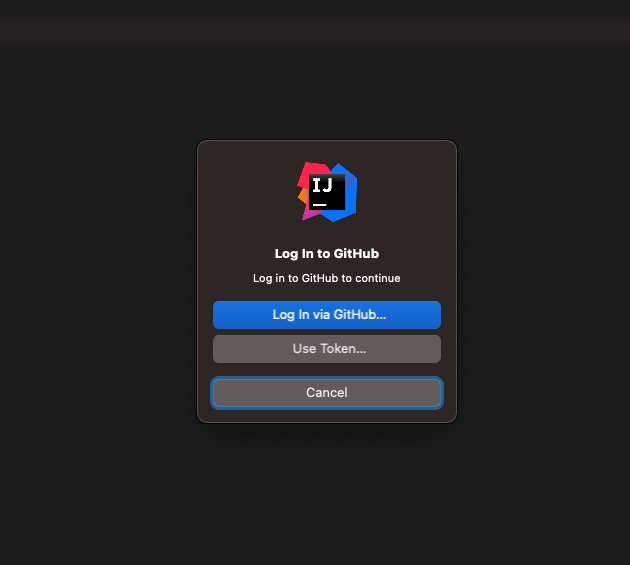 IJ
Log In to GitHub
Log in to GitHub to continue
Log In via GitHub...
Use Token...
Cancel